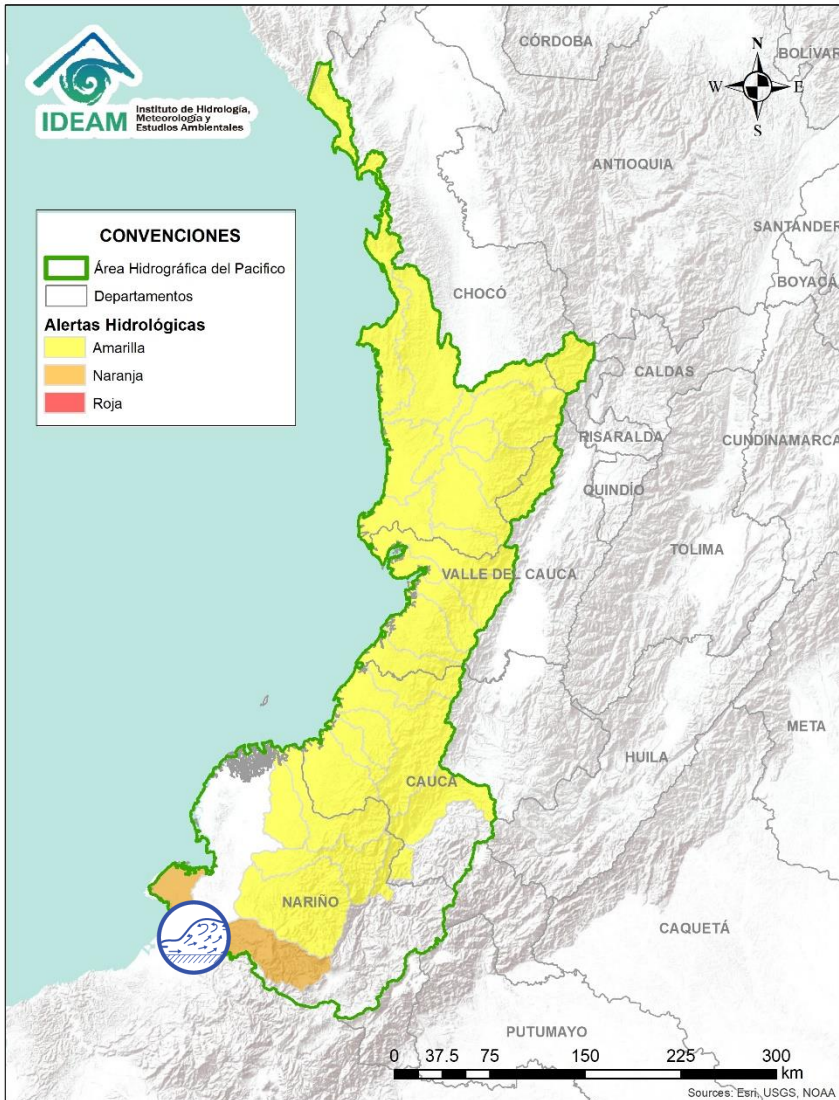 IDEAM
Instituto de Hidrología,
Meteorología y
Estudios Ambientales
CÓRDOBA
BOLÍVAR
N
W
E
S
ANTIOQUIA
SANTANDER
BOYACÁ
CONVENCIONES
Área Hidrográfica del Pacifico
Departamentos
Alertas Hidrológicas
Amarilla
Naranja
Roja
CHOCÓ
CALDAS
RISARALDA
CUNDINAMARCA
QUINDÍO
TOLIMA
VALLE DEL CAUCA
META
HUILA
CAUCA
NARIÑO
CAQUETÁ
PUTUMAYO
0 37.5 75 150 225 300
km
Sources: Esri, USGS, NOAA